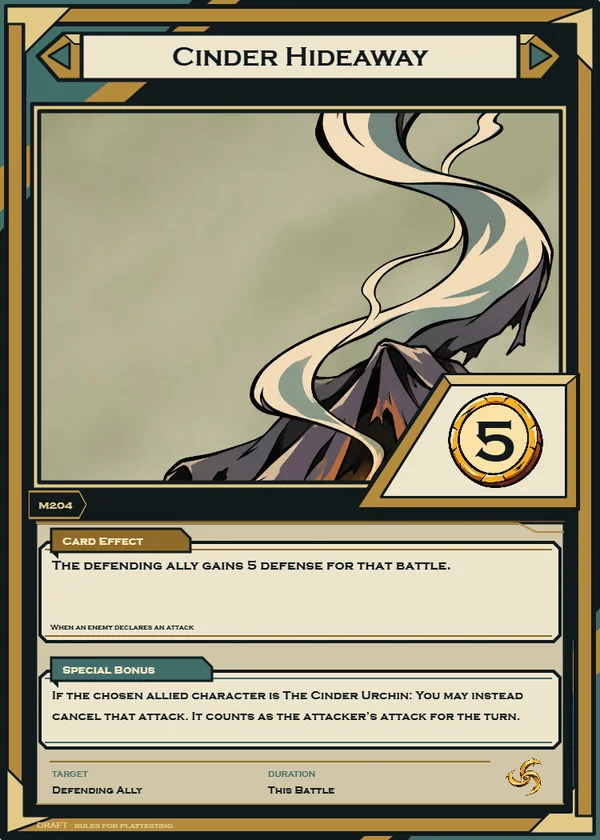 Cinder Hideaway
5
M204
Card Effect
The defending ally gains 5 defense for that battle.
When an enemy declares an attack
Special Bonus
If the chosen allied character is The Cinder Urchin: You may instead
cancel that attack. It counts as the attacker's attack for the turn.
Target
Duration
Defending Ally
This Battle
DRAFT · Rules for playtesting